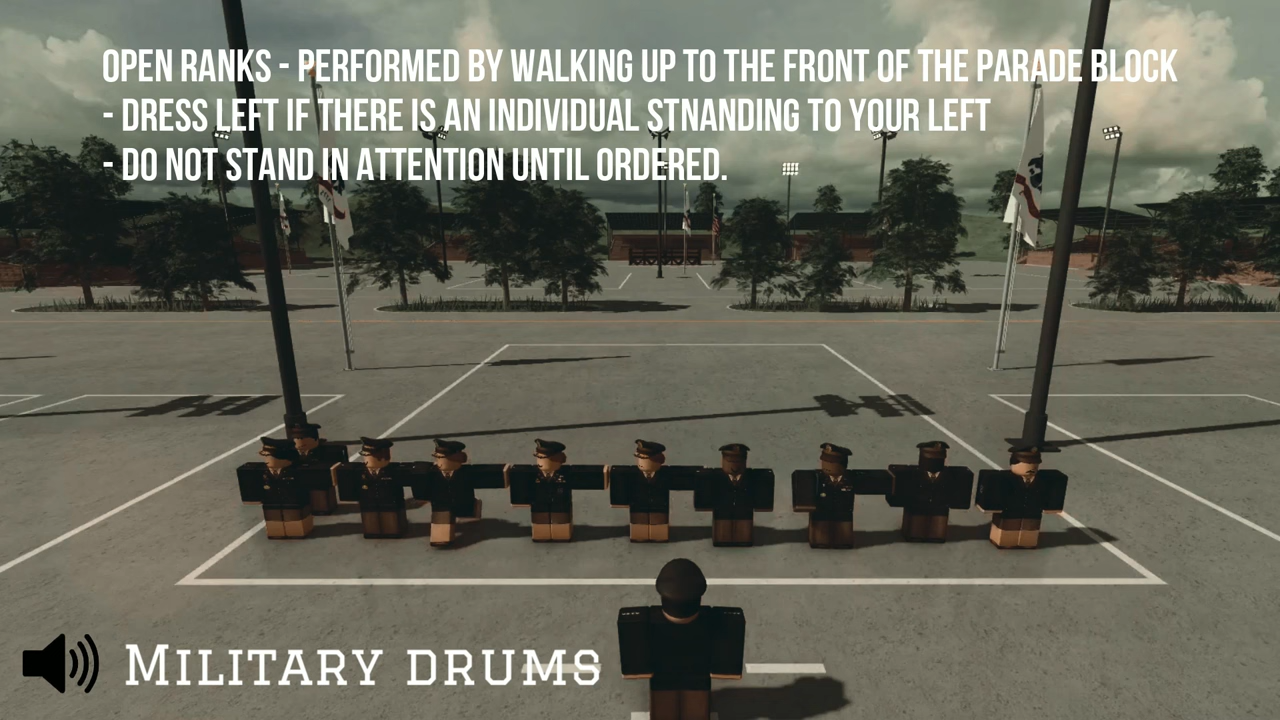 OPEN RANKS - PERFORMED BY WALKING UP TO THE FRONT OF THE PARADE BLOCK
- DRESS LEFT IF THERE IS AN INDIVIDUAL STNANDING TO YOUR LEFT
- DO NOT STAND IN ATTENTION UNTIL ORDERED.
MILITARY DRUMS